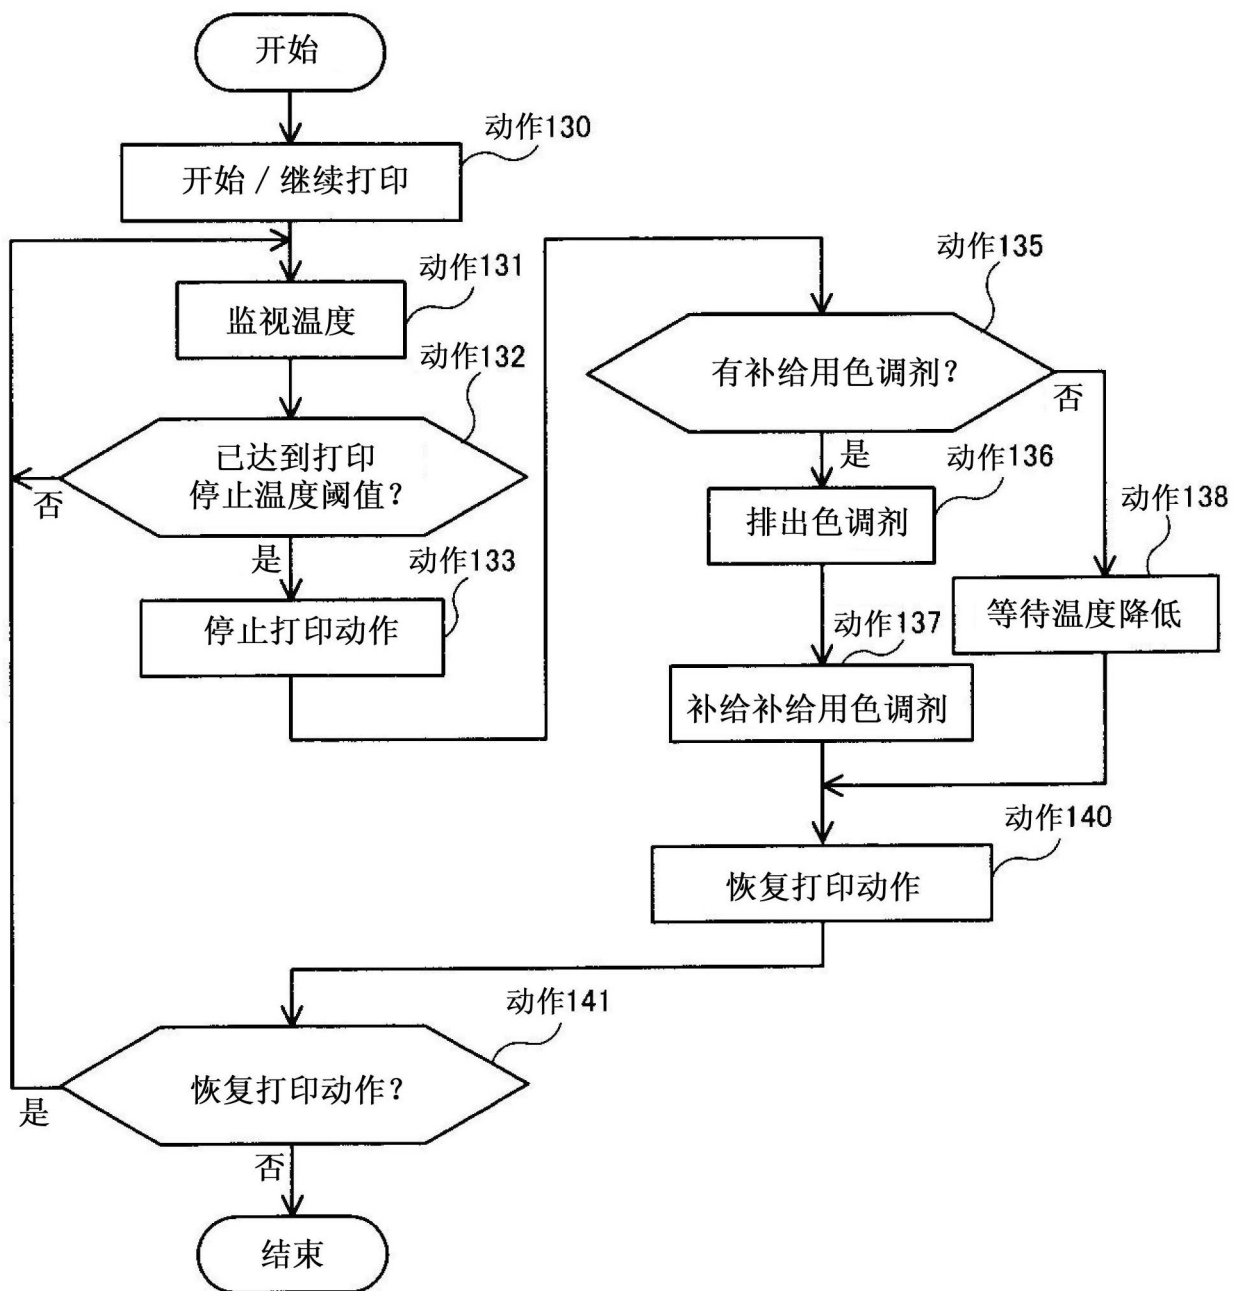 开始
动作130
开始／继续打印
动作131
监视温度
动作132
已达到打印
停止温度阈值？
否
是
动作133
停止打印动作
动作135
有补给用色调剂？
否
是
动作136
排出色调剂
动作138
等待温度降低
动作137
补给补给用色调剂
动作140
恢复打印动作
动作141
恢复打印动作？
是
否
结束